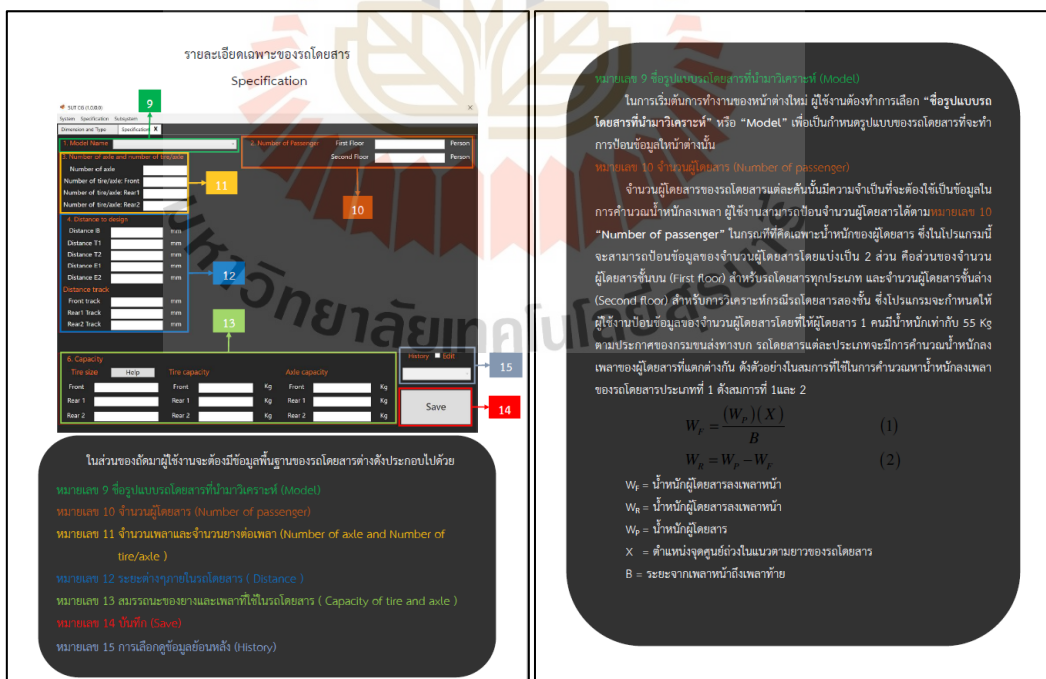 รายละเอียดเฉพาะของรถโดยสาร
Specification
SUT CB (1.0.8.0)
System Specification Subsystem
Dimension and Type Specification X
9
1. Model Name
2. Number of Passenger First Floor Person
Second Floor Person
10
3. Number of axle and number of tire/axle
Number of axle
Number of tire/axle: Front
Number of tire/axle: Rear1
Number of tire/axle: Rear2
11
4. Distance to design
Distance B mm
Distance T1 mm
Distance T2 mm
Distance E1 mm
Distance E2 mm
Distance track
Front track mm
Rear1 Track mm
Rear2 Track mm
12
13
6. Capacity
Tire size Help Tire capacity Axle capacity
Front Front Kg Front Kg
Rear 1 Rear 1 Kg Rear 1 Kg
Rear 2 Rear 2 Kg Rear 2 Kg
History Edit
15
Save
14
ในส่วนของถัดมาผู้ใช้งานจะต้องมีข้อมูลพื้นฐานของรถโดยสารต่างดังประกอบไปด้วย
หมายเลข 9 ชื่อรูปแบบรถโดยสารที่นำมาวิเคราะห์ (Model)
หมายเลข 10 จำนวนผู้โดยสาร (Number of passenger)
หมายเลข 11 จำนวนเพลาและจำนวนยางต่อเพลา (Number of axle and Number of
tire/axle )
หมายเลข 12 ระยะต่างๆภายในรถโดยสาร ( Distance )
หมายเลข 13 สมรรถนะของยางและเพลาที่ใช้ในรถโดยสาร ( Capacity of tire and axle )
หมายเลข 14 บันทึก (Save)
หมายเลข 15 การเลือกดูข้อมูลย้อนหลัง (History)
หมายเลข 9 ชื่อรูปแบบรถโดยสารที่นำมาวิเคราะห์ (Model)
ในการเริ่มต้นการทำงานของหน้าต่างใหม่ ผู้ใช้งานต้องทำการเลือก “ชื่อรูปแบบรถ
โดยสารที่นำมาวิเคราะห์” หรือ “Model” เพื่อเป็นกำหนดรูปแบบของรถโดยสารที่จะทำ
การป้อนข้อมูลใหน้าต่างนั้น
หมายเลข 10 จำนวนผู้โดยสาร (Number of passenger)
จำนวนผู้โดยสารของรถโดยสารแต่ละคันนั้นมีความจำเป็นที่จะต้องใช้เป็นข้อมูลใน
การคำนวณน้ำหนักลงเพลา ผู้ใช้งานสามารถป้อนจำนวนผู้โดยสารได้ตามหมายเลข 10
“Number of passenger” ในกรณีที่คิดเฉพาะน้ำหนักของผู้โดยสาร ซึ่งในโปรแกรมนี้
จะสามารถป้อนข้อมูลของจำนวนผู้โดยสารโดยแบ่งเป็น 2 ส่วน คือส่วนของจำนวน
ผู้โดยสารชั้นบน (First floor) สำหรับรถโดยสารทุกประเภท และจำนวนผู้โดยสารชั้นล่าง
(Second floor) สำหรับการวิเคราะห์กรณีรถโดยสารสองชั้น ซึ่งโปรแกรมจะกำหนดให้
ผู้ใช้งานป้อนข้อมูลของจำนวนผู้โดยสารโดยที่ให้ผู้โดยสาร 1 คนมีน้ำหนักเท่ากับ 55 Kg
ตามประกาศของกรมขนส่งทางบก รถโดยสารแต่ละประเภทจะมีการคำนวณน้ำหนักลง
เพลาของผู้โดยสารที่แตกต่างกัน ดังตัวอย่างในสมการที่ใช้ในการคำนวณหาน้ำหนักลงเพลา
ของรถโดยสารประเภทที่ 1 ดังสมการที่ 1และ 2
W_F = (W_P)(X) / B (1)
W_R = W_P - W_F (2)
W_F = น้ำหนักผู้โดยสารลงเพลาหน้า
W_R = น้ำหนักผู้โดยสารลงเพลาหน้า
W_P = น้ำหนักผู้โดยสาร
X = ตำแหน่งจุดศูนย์ถ่วงในแนวตามยาวของรถโดยสาร
B = ระยะจากเพลาหน้าถึงเพลาท้าย
มหาวิทยาลัยเทคโนโลยีสุรนารี